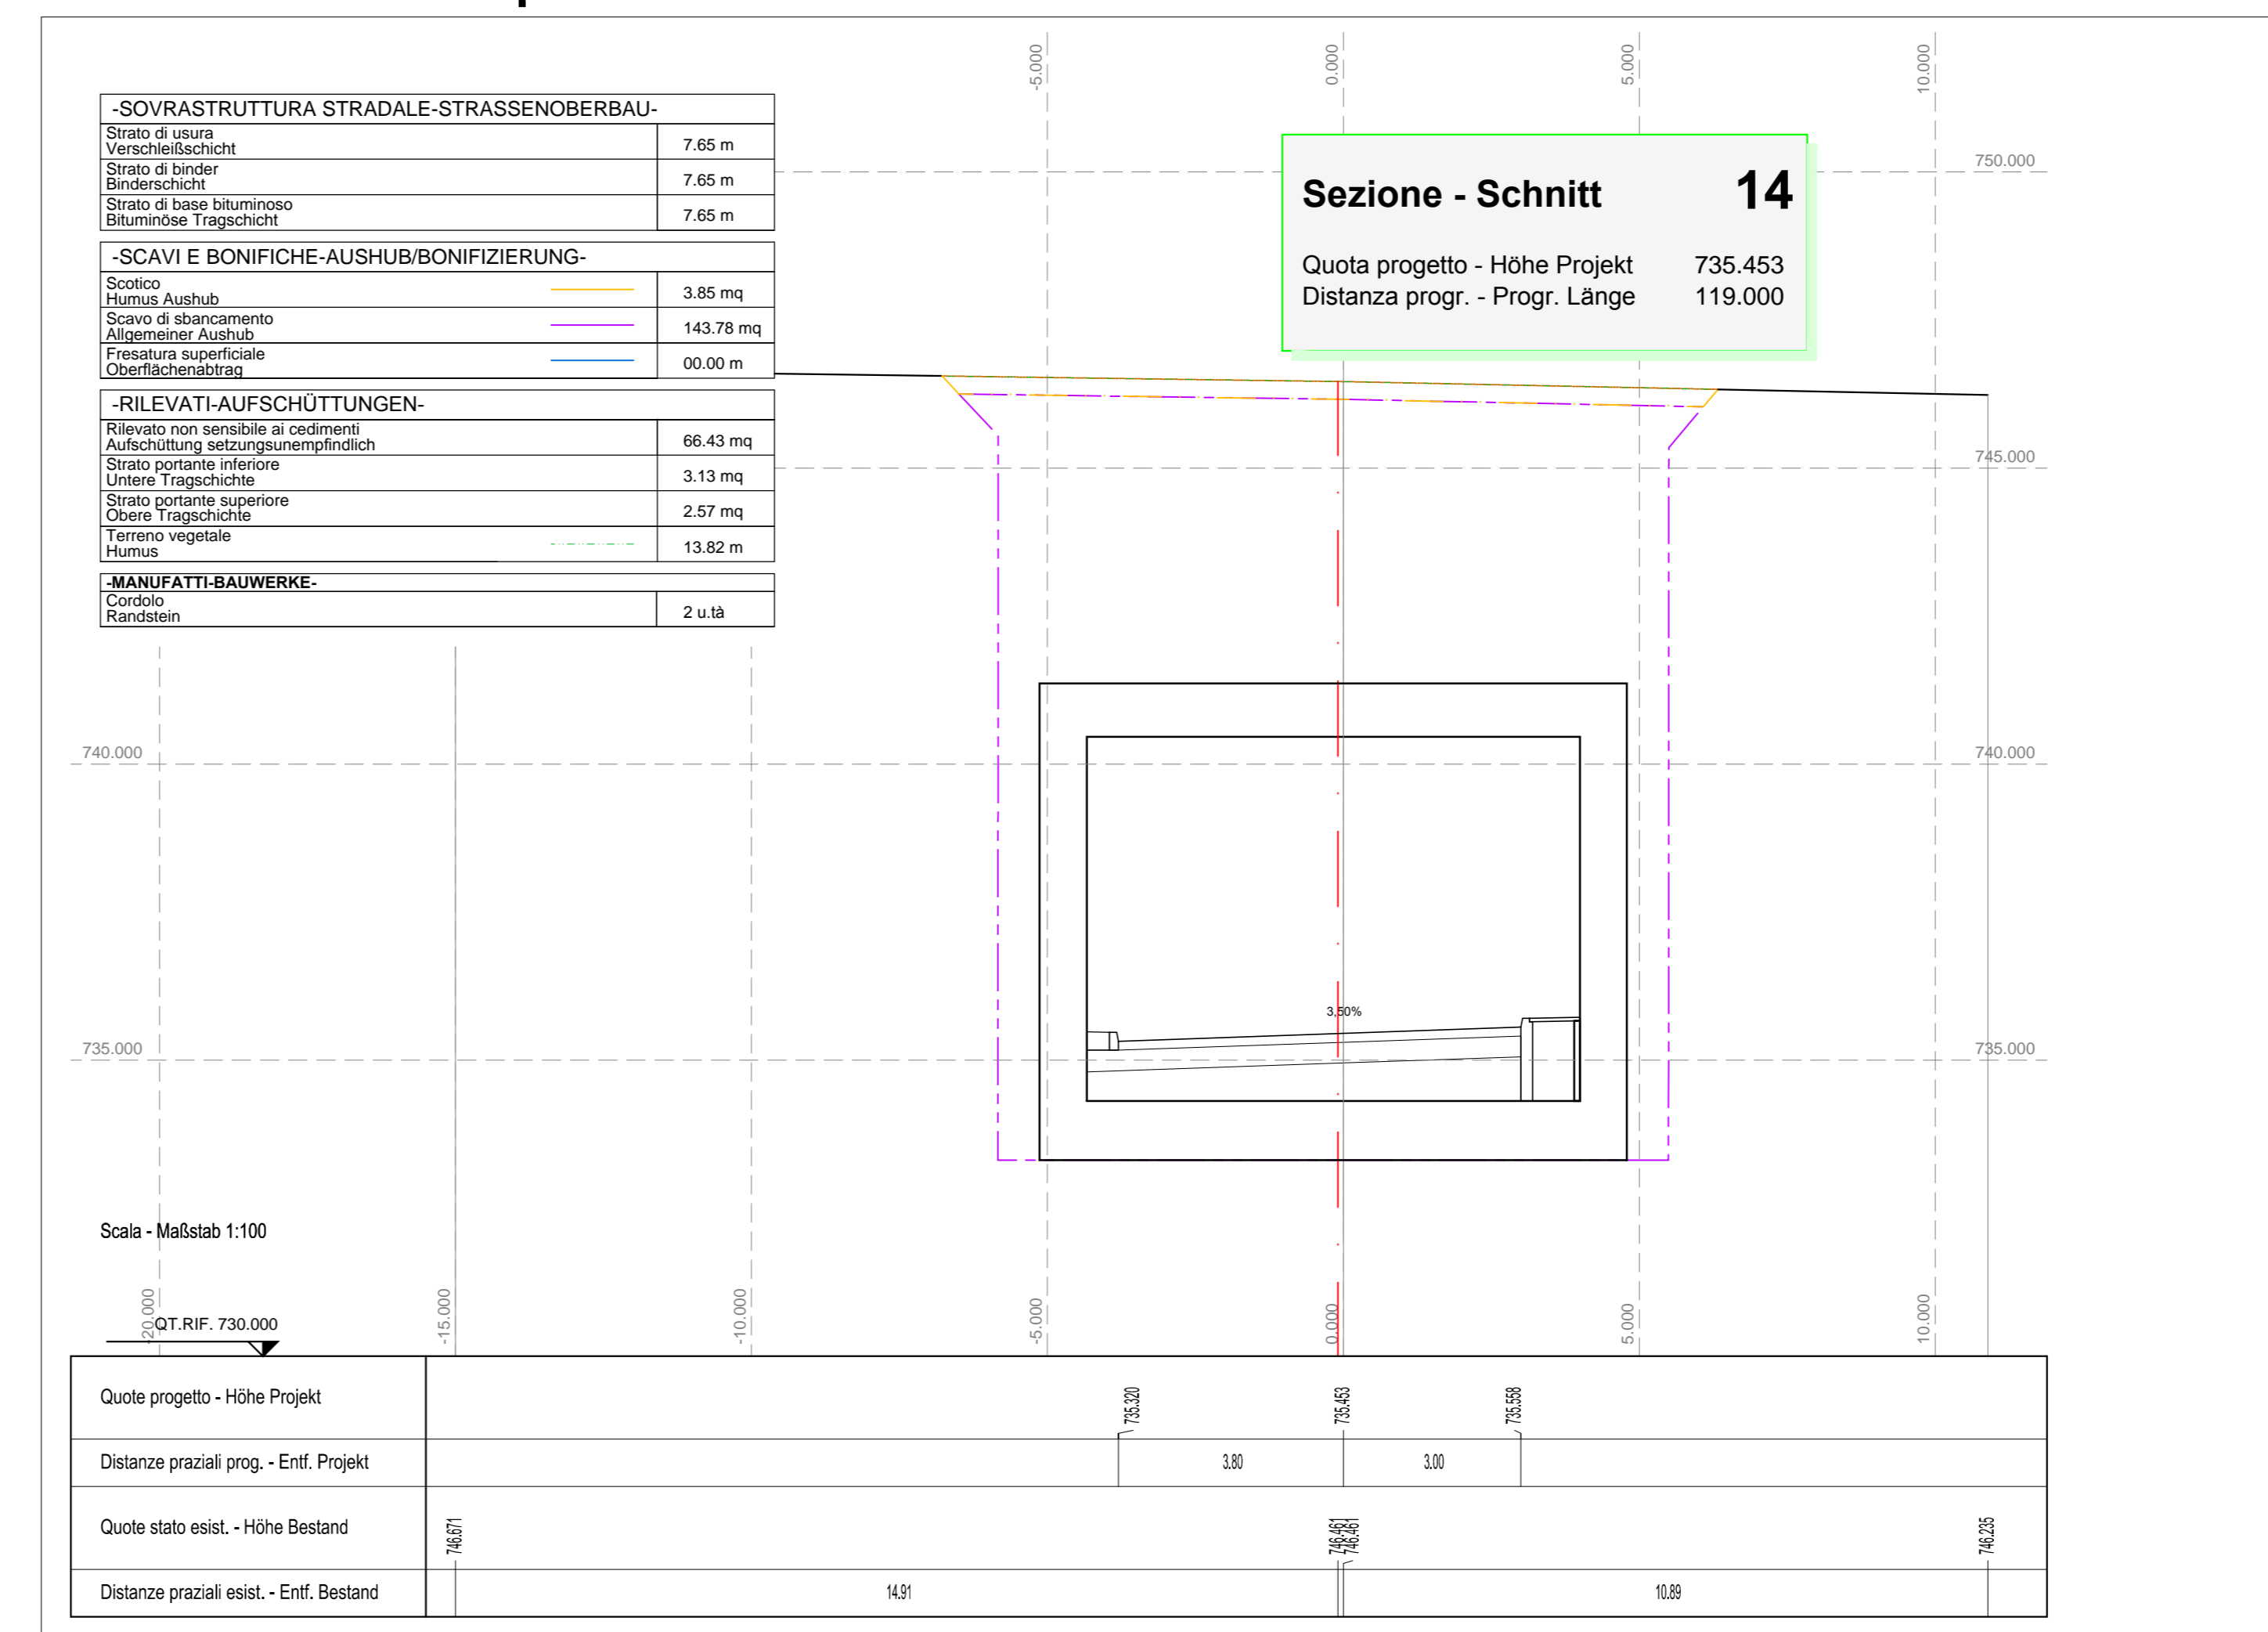 -5.000
0.000
5.000
10.000
-SOVRASTRUTTURA STRADALE-STRASSENOBERBAU-
Strato di usura
Verschleißschicht
7.65 m
Strato di binder
Binderschicht
7.65 m
Strato di base bituminoso
Bituminöse Tragschicht
7.65 m
-SCAVI E BONIFICHE-AUSHUB/BONIFIZIERUNG-
Scotico
Humus Aushub
3.85 mq
Scavo di sbancamento
Allgemeiner Aushub
143.78 mq
Fresatura superficiale
Oberflächenabtrag
00.00 m
-RILEVATI-AUFSCHÜTTUNGEN-
Rilevato non sensibile ai cedimenti
Aufschüttung setzungsunempfindlich
66.43 mq
Strato portante inferiore
Untere Tragschichte
3.13 mq
Strato portante superiore
Obere Tragschichte
2.57 mq
Terreno vegetale
Humus
13.82 m
-MANUFATTI-BAUWERKE-
Cordolo
Randstein
2 u.tà
Sezione - Schnitt 14
Quota progetto - Höhe Projekt 735.453
Distanza progr. - Progr. Länge 119.000
750.000
745.000
740.000
740.000
3,50%
735.000
735.000
Scala - Maßstab 1:100
-20.000
-15.000
-10.000
-5.000
0.000
5.000
10.000
QT.RIF. 730.000
Quote progetto - Höhe Projekt
735.320
735.453
735.558
Distanze praziali prog. - Entf. Projekt
3.80
3.00
Quote stato esist. - Höhe Bestand
746.671
746.461
746.461
746.235
Distanze praziali esist. - Entf. Bestand
14.91
10.89